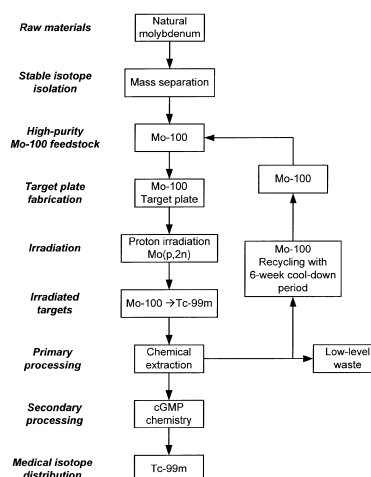 Raw materials
Natural
molybdenum
Stable isotope
isolation
Mass separation
High-purity
Mo-100 feedstock
Mo-100
Mo-100
Target plate
fabrication
Mo-100
Target plate
Irradiation
Proton irradiation
Mo(p,2n)
Mo-100
Recycling with
6-week cool-down
period
Irradiated
targets
Mo-100 →Tc-99m
Primary
processing
Chemical
extraction
Low-level
waste
Secondary
processing
cGMP
chemistry
Medical isotope
distribution
Tc-99m